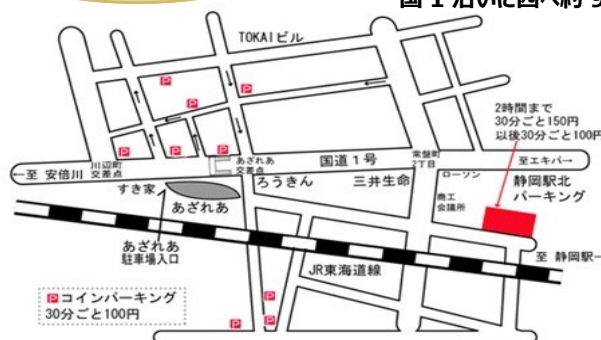 国1沿いに西へ約9
TOKAIビル
P
P
P
2時間まで
30分ごと150円
以後30分ごと100円
P
P
P
川辺町
交差点
あざれあ
交差点
国道1号
常盤町
2丁目
至エキパ→
←至 安倍川
すき家
ろうきん
三井生命
ローソン
静岡駅北
パーキング
あざれあ
商工
会議所
あざれあ
駐車場入口
至 静岡駅→
JR東海道線
Pコインパーキング
30分ごと100円
P
P
P